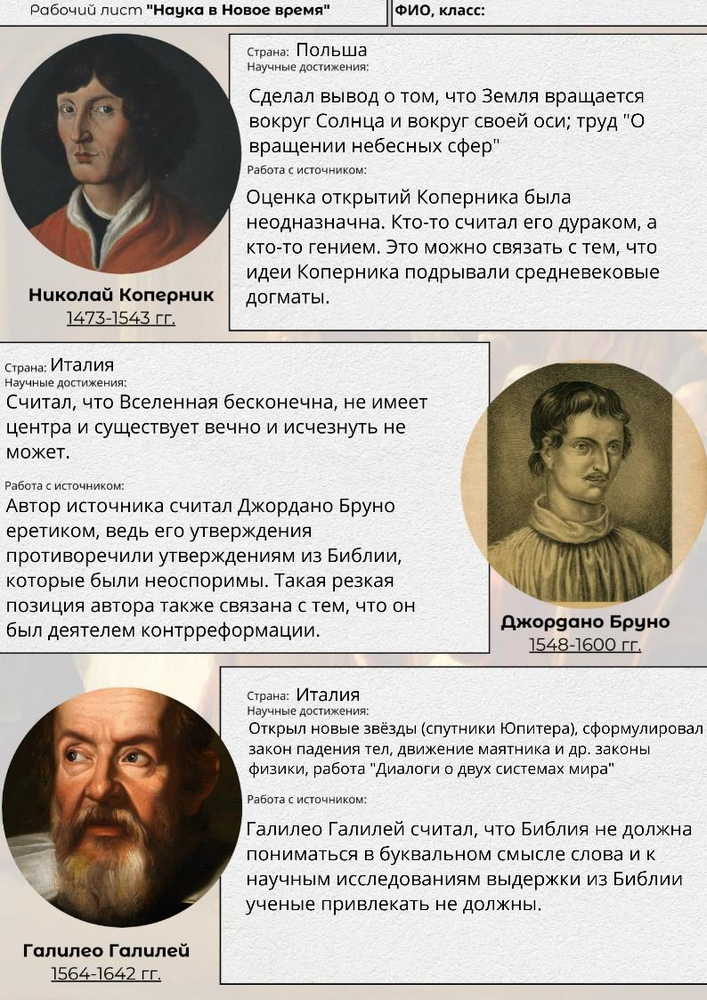 Рабочий лист "Наука в Новое время"
ФИО, класс:
Страна: Польша
Научные достижения:
Сделал вывод о том, что Земля вращается
вокруг Солнца и вокруг своей оси; труд "О
вращении небесных сфер"
Работа с источником:
Оценка открытий Коперника была
неодназначна. Кто-то считал его дураком, а
кто-то гением. Это можно связать с тем, что
идеи Коперника подрывали средневековые
догматы.
Николай Коперник
1473-1543 гг.
Страна: Италия
Научные достижения:
Считал, что Вселенная бесконечна, не имеет
центра и существует вечно и исчезнуть не
может.
Работа с источником:
Автор источника считал Джордано Бруно
еретиком, ведь его утверждения
противоречили утверждениям из Библии,
которые были неоспоримы. Такая резкая
позиция автора также связана с тем, что он
был деятелем контрреформации.
Джордано Бруно
1548-1600 гг.
Страна: Италия
Научные достижения:
Открыл новые звёзды (спутники Юпитера), сформулировал
закон падения тел, движение маятника и др. законы
физики, работа "Диалоги о двух системах мира"
Работа с источником:
Галилео Галилей считал, что Библия не должна
пониматься в буквальном смысле слова и к
научным исследованиям выдержки из Библии
ученые привлекать не должны.
Галилео Галилей
1564-1642 гг.